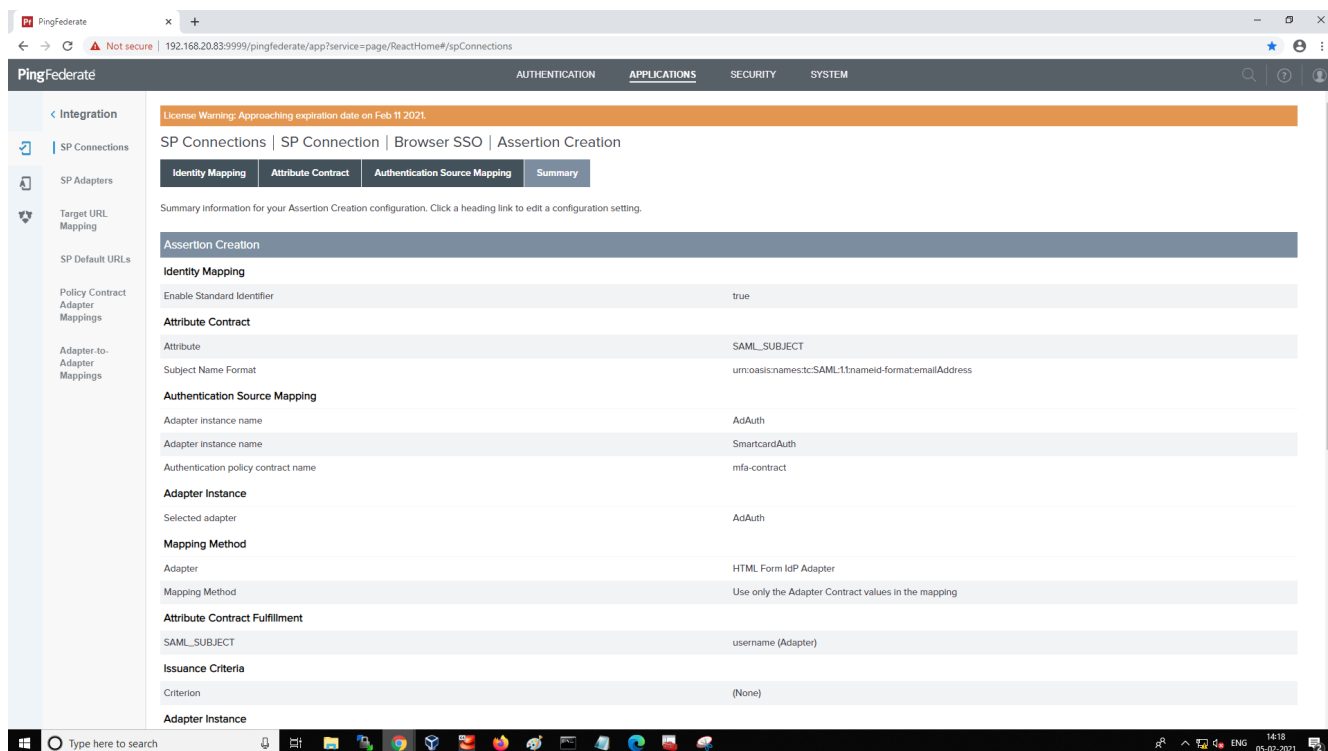 PingFederate
Not secure | 192.168.20.83:9999/pingfederate/app?service=page/ReactHome#/spConnections
PingFederate
AUTHENTICATION APPLICATIONS SECURITY SYSTEM
< Integration
SP Connections
SP Adapters
Target URL
Mapping
SP Default URLs
Policy Contract
Adapter
Mappings
Adapter-to-
Adapter
Mappings
License Warning: Approaching expiration date on Feb 11 2021.
SP Connections | SP Connection | Browser SSO | Assertion Creation
Identity Mapping Attribute Contract Authentication Source Mapping Summary
Summary information for your Assertion Creation configuration. Click a heading link to edit a configuration setting.
Assertion Creation
Identity Mapping
Enable Standard Identifier true
Attribute Contract
Attribute SAML_SUBJECT
Subject Name Format urn:oasis:names:tc:SAML:1.1:nameid-format:emailAddress
Authentication Source Mapping
Adapter instance name AdAuth
Adapter instance name SmartcardAuth
Authentication policy contract name mfa-contract
Adapter Instance
Selected adapter AdAuth
Mapping Method
Adapter HTML Form IdP Adapter
Mapping Method Use only the Adapter Contract values in the mapping
Attribute Contract Fulfillment
SAML_SUBJECT username (Adapter)
Issuance Criteria
Criterion (None)
Adapter Instance
Type here to search
ENG
14:18
05-02-2021